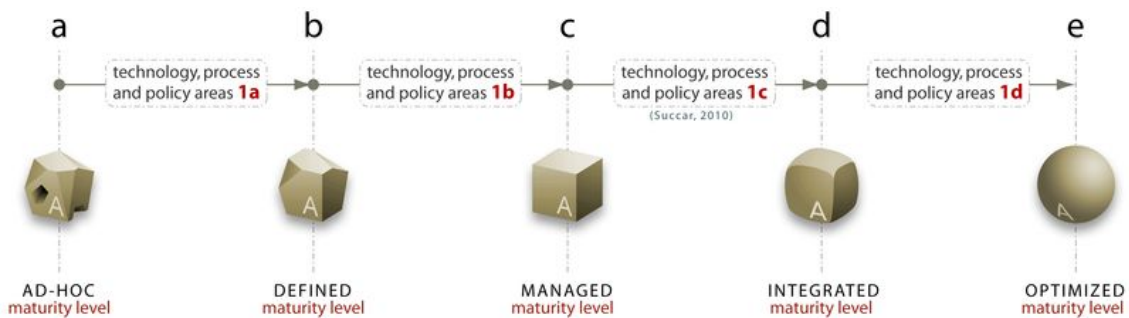 a b c d e
technology, process
and policy areas 1a
technology, process
and policy areas 1b
technology, process
and policy areas 1c
technology, process
and policy areas 1d
(Succar, 2010)
A A A A A
AD-HOC
maturity level
DEFINED
maturity level
MANAGED
maturity level
INTEGRATED
maturity level
OPTIMIZED
maturity level